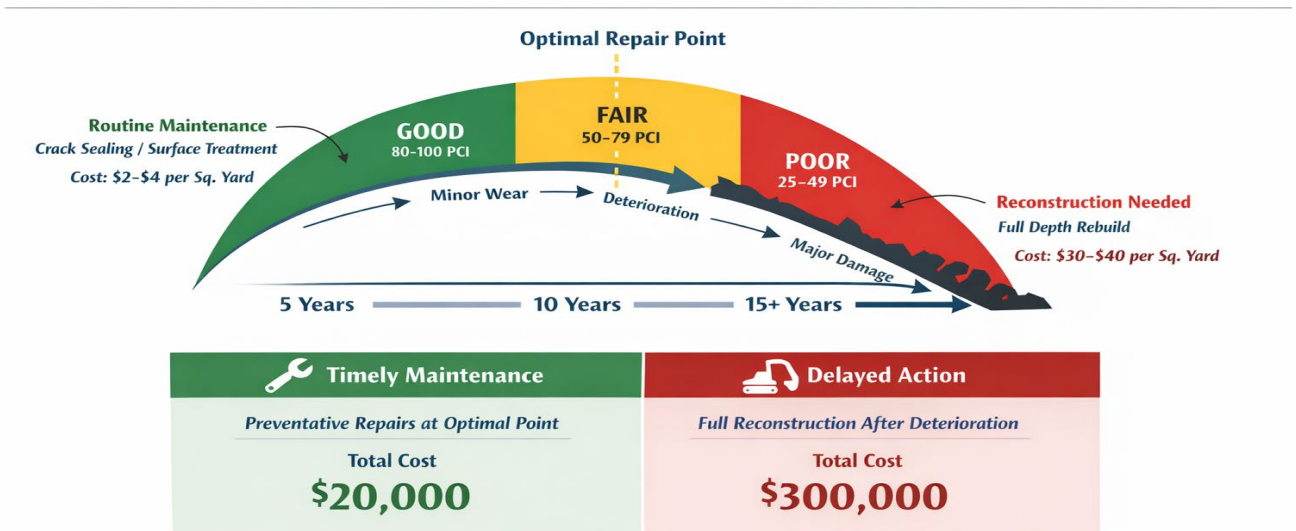 Optimal Repair Point
Routine Maintenance
Crack Sealing / Surface Treatment
Cost: $2–$4 per Sq. Yard
GOOD
80-100 PCI
FAIR
50–79 PCI
POOR
25–49 PCI
Reconstruction Needed
Full Depth Rebuild
Cost: $30–$40 per Sq. Yard
Minor Wear
Deterioration
Major Damage
5 Years
10 Years
15+ Years
Timely Maintenance
Preventative Repairs at Optimal Point
Total Cost
$20,000
Delayed Action
Full Reconstruction After Deterioration
Total Cost
$300,000